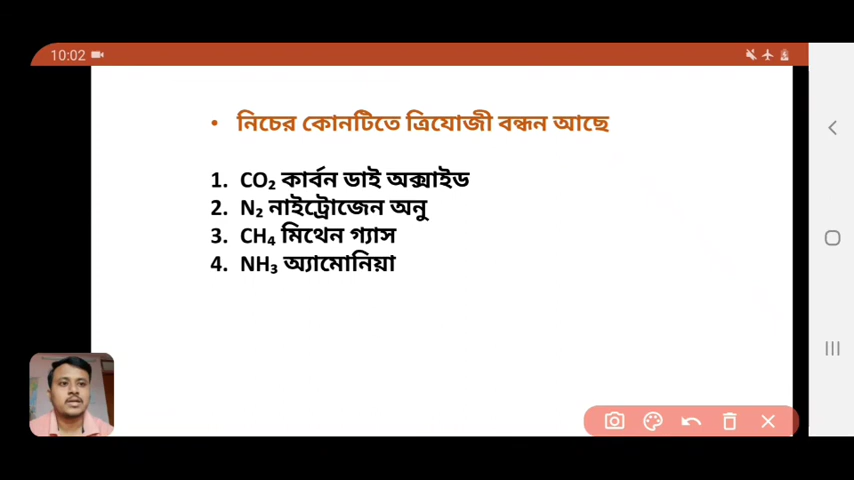 10:02
• নিচের কোনটিতে ত্রিযোজী বন্ধন আছে
1. CO₂ কার্বন ডাই অক্সাইড
2. N₂ নাইট্রোজেন অনু
3. CH₄ মিথেন গ্যাস
4. NH₃ অ্যামোনিয়া